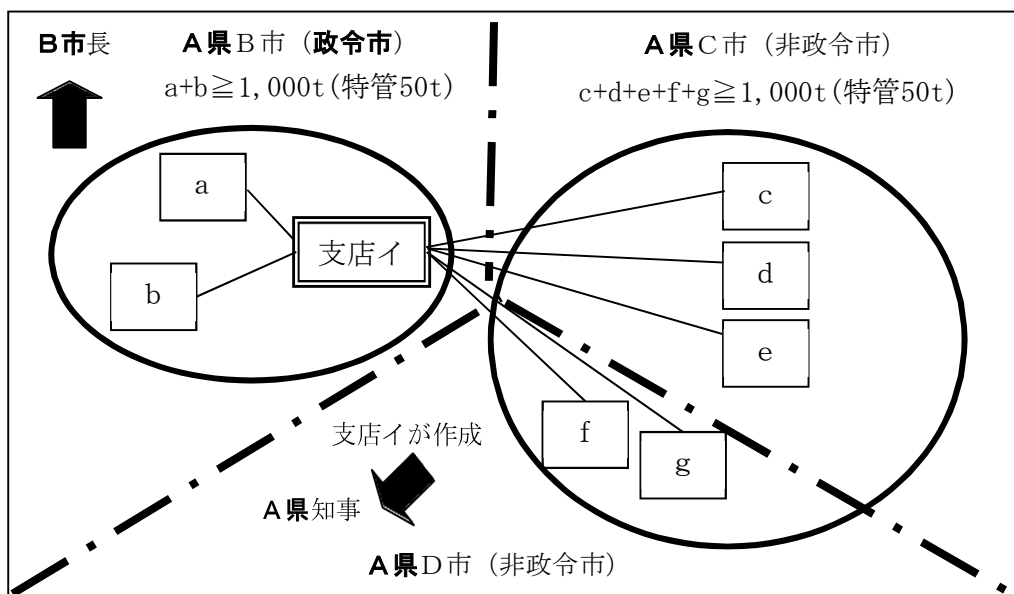 B市長
A県B市（政令市）
a+b≧1,000t(特管50t)
A県C市（非政令市）
c+d+e+f+g≧1,000t(特管50t)
a
b
支店イ
c
d
e
f
g
支店イが作成
A県知事
A県D市（非政令市）